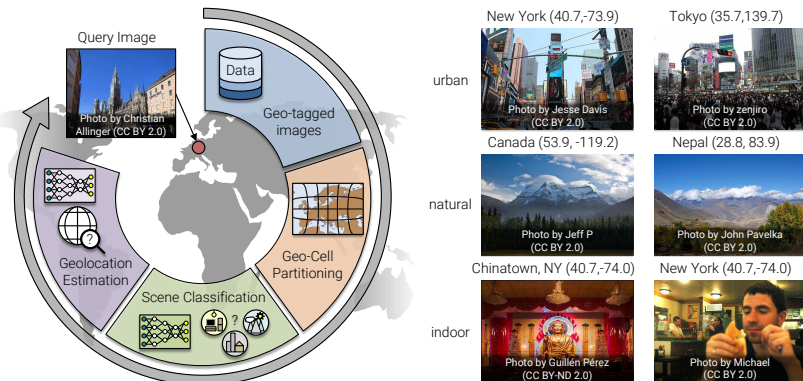 Query Image
Photo by Christian
Allinger (CC BY 2.0)
Data
Geo-tagged
images
Geo-Cell
Partitioning
Scene Classification
?
Geolocation
Estimation
?
New York (40.7,-73.9)
Tokyo (35.7,139.7)
urban
Photo by Jesse Davis
(CC BY 2.0)
Photo by zenjiro
(CC BY 2.0)
Canada (53.9, -119.2)
Nepal (28.8, 83.9)
natural
Photo by Jeff P
(CC BY 2.0)
Photo by John Pavelka
(CC BY 2.0)
Chinatown, NY (40.7,-74.0)
New York (40.7,-74.0)
indoor
Photo by Guillén Pérez
(CC BY-ND 2.0)
Photo by Michael
(CC BY 2.0)